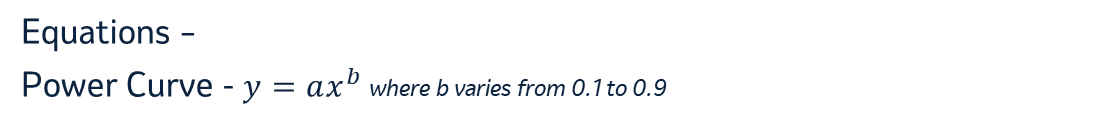 Equations –
Power Curve - y = ax^b where b varies from 0.1 to 0.9